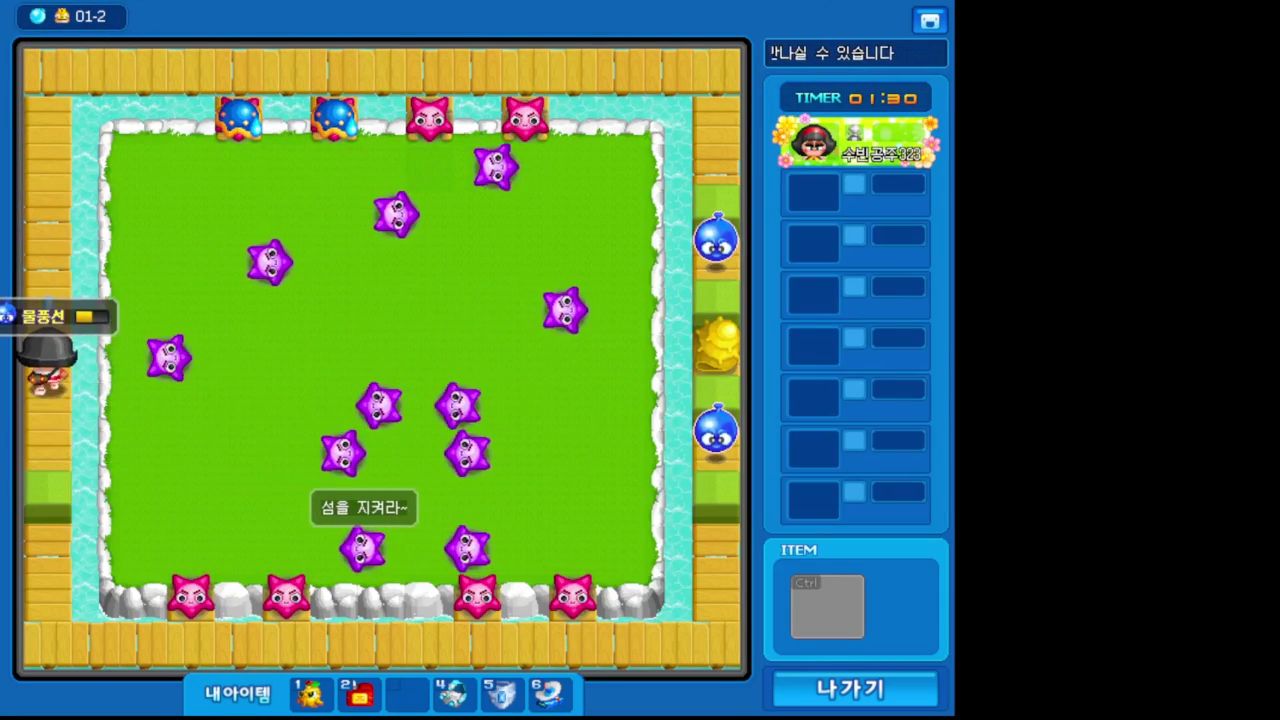 01-2
만나실 수 있습니다
TIMER 01:30
수빈공주323
물풍선
섬을 지켜라~
ITEM
Ctrl
내아이템
1
2
4
5
6
나가기